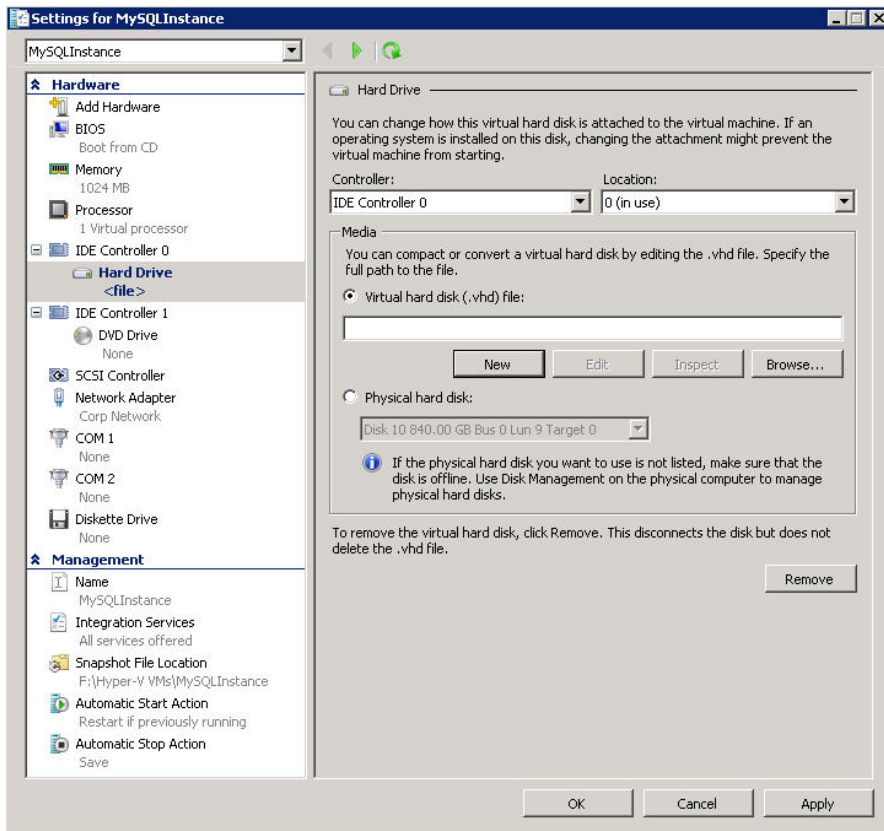 Settings for MySQLInstance
MySQLInstance
Hardware
Add Hardware
BIOS
Boot from CD
Memory
1024 MB
Processor
1 Virtual processor
IDE Controller 0
Hard Drive
<file>
IDE Controller 1
DVD Drive
None
SCSI Controller
Network Adapter
Corp Network
COM 1
None
COM 2
None
Diskette Drive
None
Management
Name
MySQLInstance
Integration Services
All services offered
Snapshot File Location
F:\Hyper-V VMs\MySQLInstance
Automatic Start Action
Restart if previously running
Automatic Stop Action
Save
Hard Drive
You can change how this virtual hard disk is attached to the virtual machine. If an
operating system is installed on this disk, changing the attachment might prevent the
virtual machine from starting.
Controller: Location:
IDE Controller 0 0 (in use)
Media
You can compact or convert a virtual hard disk by editing the .vhd file. Specify the
full path to the file.
Virtual hard disk (.vhd) file:
New Edit Inspect Browse...
Physical hard disk:
Disk 10 840.00 GB Bus 0 Lun 9 Target 0
If the physical hard disk you want to use is not listed, make sure that the
disk is offline. Use Disk Management on the physical computer to manage
physical hard disks.
To remove the virtual hard disk, click Remove. This disconnects the disk but does not
delete the .vhd file.
Remove
OK Cancel Apply